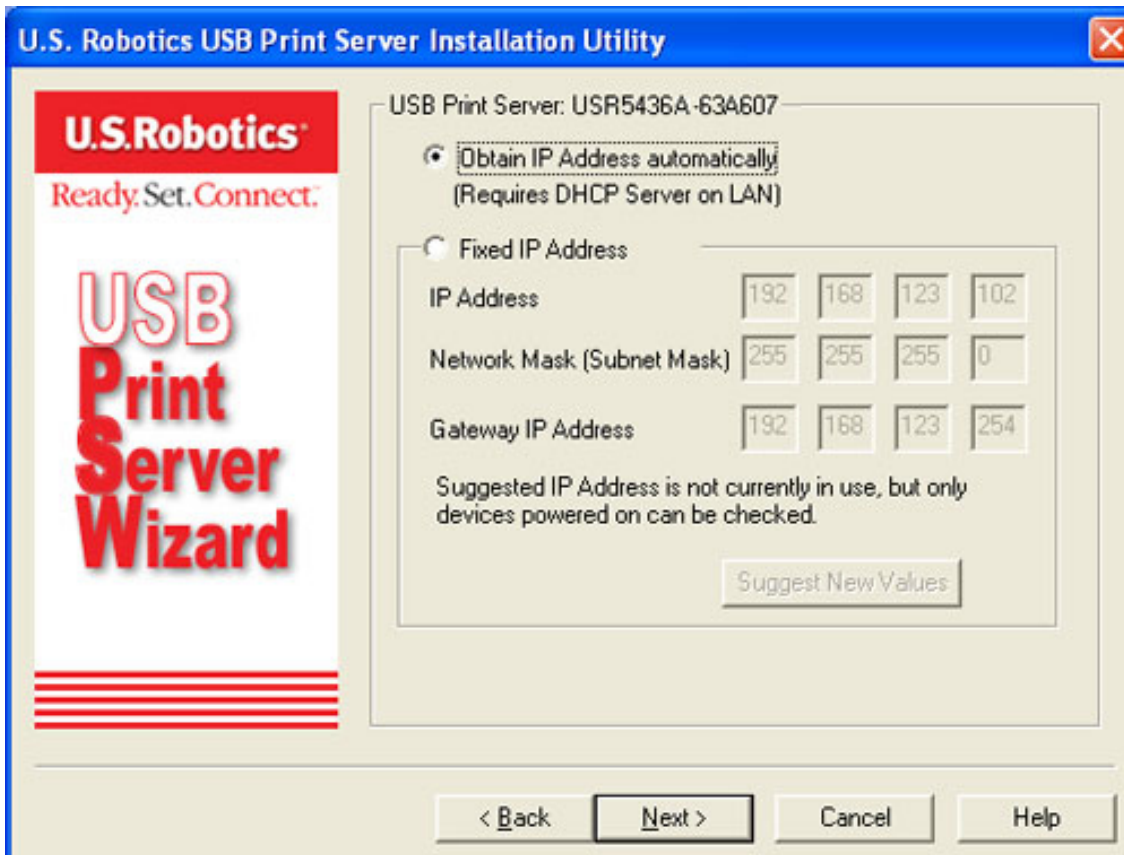 U.S. Robotics USB Print Server Installation Utility
U.S.Robotics
Ready. Set. Connect.
USB
Print
Server
Wizard
USB Print Server: USR5436A-63A607
Obtain IP Address automatically
(Requires DHCP Server on LAN)
Fixed IP Address
IP Address 192 168 123 102
Network Mask (Subnet Mask) 255 255 255 0
Gateway IP Address 192 168 123 254
Suggested IP Address is not currently in use, but only
devices powered on can be checked.
Suggest New Values
< Back Next > Cancel Help